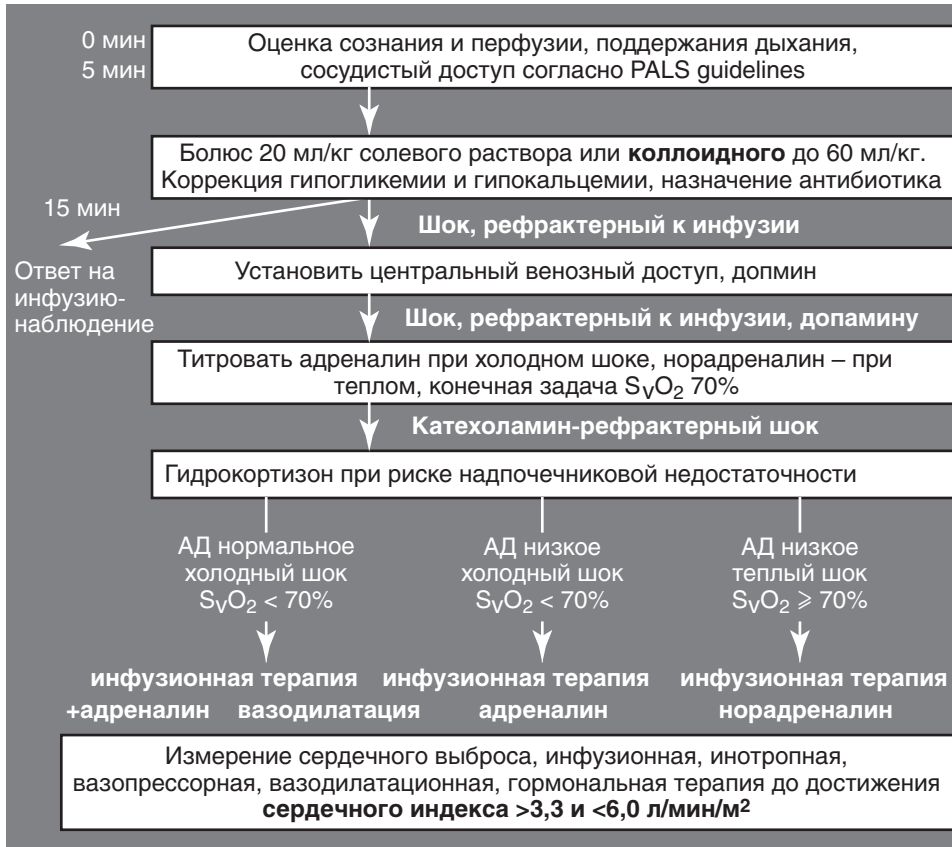 0 мин
5 мин
Оценка сознания и перфузии, поддержания дыхания,
сосудистый доступ согласно PALS guidelines
Болюс 20 мл/кг солевого раствора или коллоидного до 60 мл/кг.
Коррекция гипогликемии и гипокальцемии, назначение антибиотика
15 мин
Шок, рефрактерный к инфузии
Ответ на
инфузию-
наблюдение
Установить центральный венозный доступ, допмин
Шок, рефрактерный к инфузии, допамину
Титровать адреналин при холодном шоке, норадреналин – при
теплом, конечная задача SvO2 70%
Катехоламин-рефрактерный шок
Гидрокортизон при риске надпочечниковой недостаточности
АД нормальное
холодный шок
SvO2 < 70%
АД низкое
холодный шок
SvO2 < 70%
АД низкое
теплый шок
SvO2 ⩾ 70%
инфузионная терапия
+адреналин вазодилатация
инфузионная терапия
адреналин
инфузионная терапия
норадреналин
Измерение сердечного выброса, инфузионная, инотропная,
вазопрессорная, вазодилатационная, гормональная терапия до достижения
сердечного индекса >3,3 и <6,0 л/мин/м²